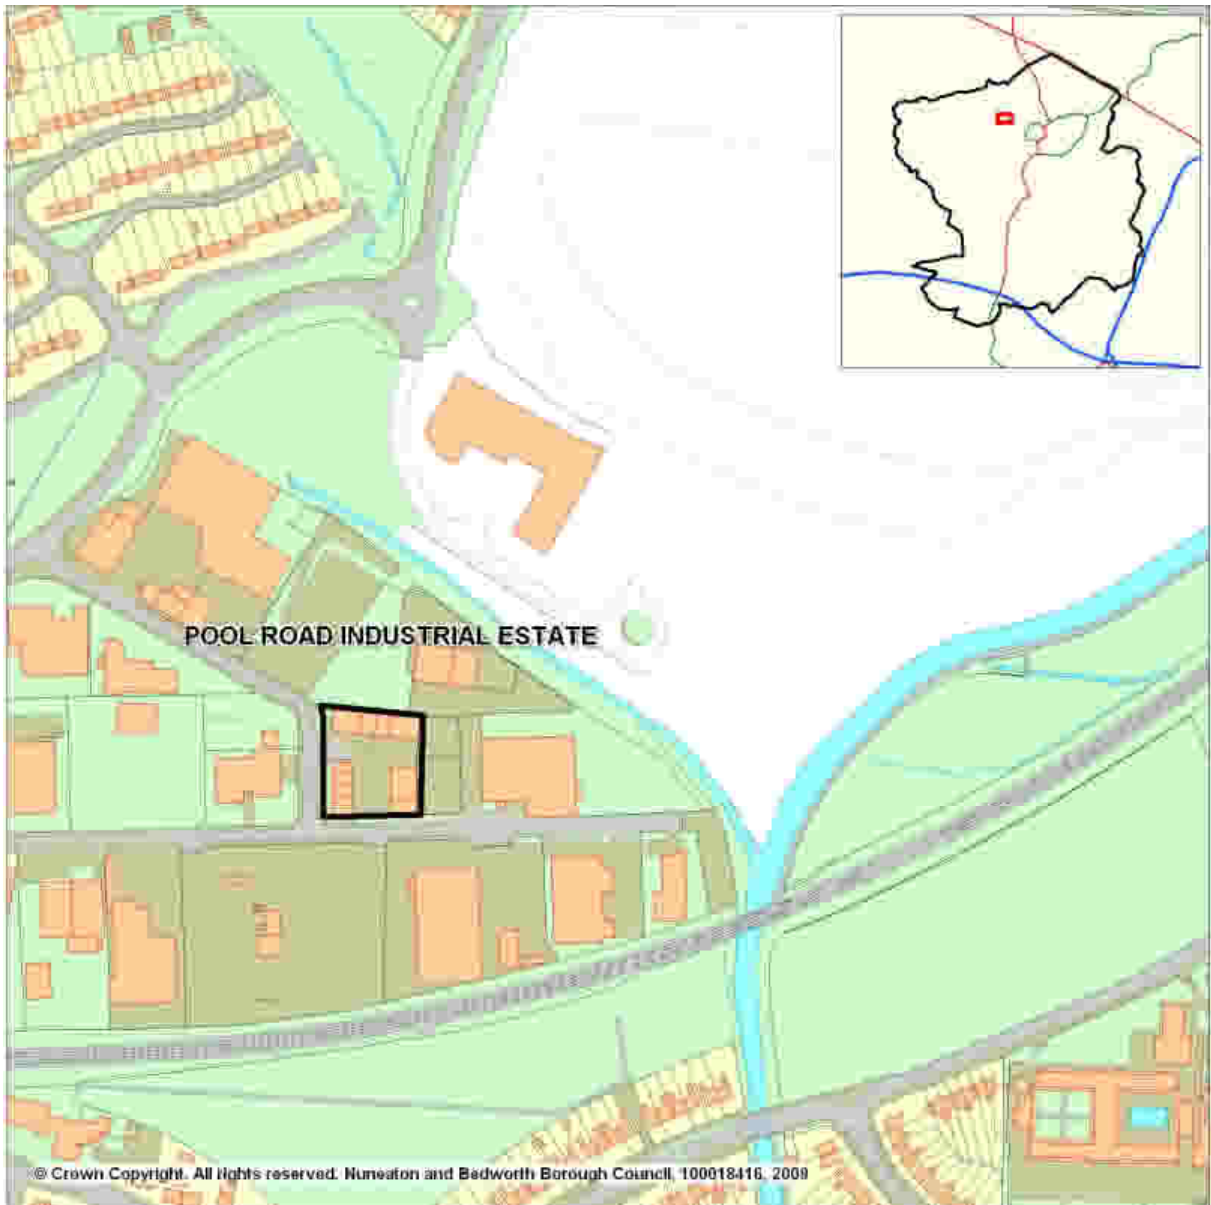 POOL ROAD INDUSTRIAL ESTATE
© Crown Copyright. All rights reserved. Nuneaton and Bedworth Borough Council, 100018416, 2009